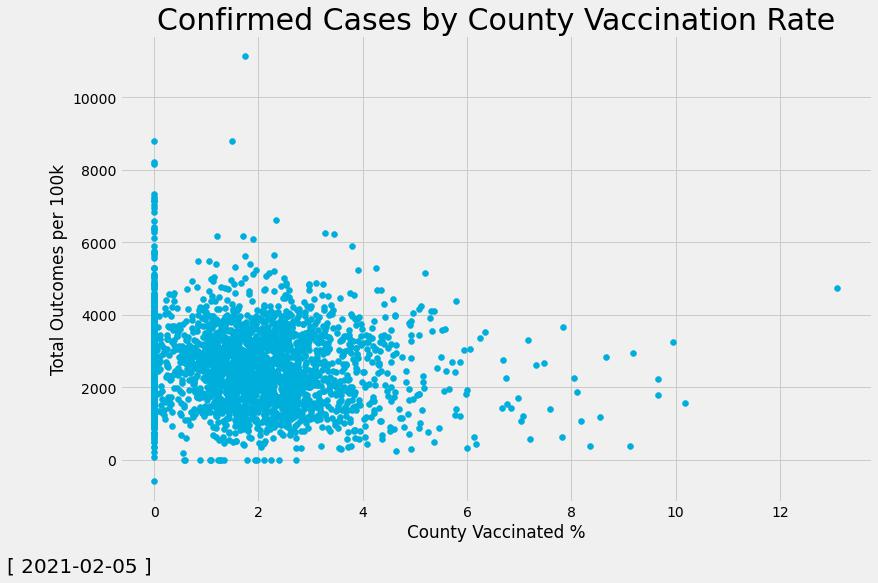 Confirmed Cases by County Vaccination Rate
Total Outcomes per 100k
10000
8000
6000
4000
2000
0
0 2 4 6 8 10 12
County Vaccinated %
[ 2021-02-05 ]